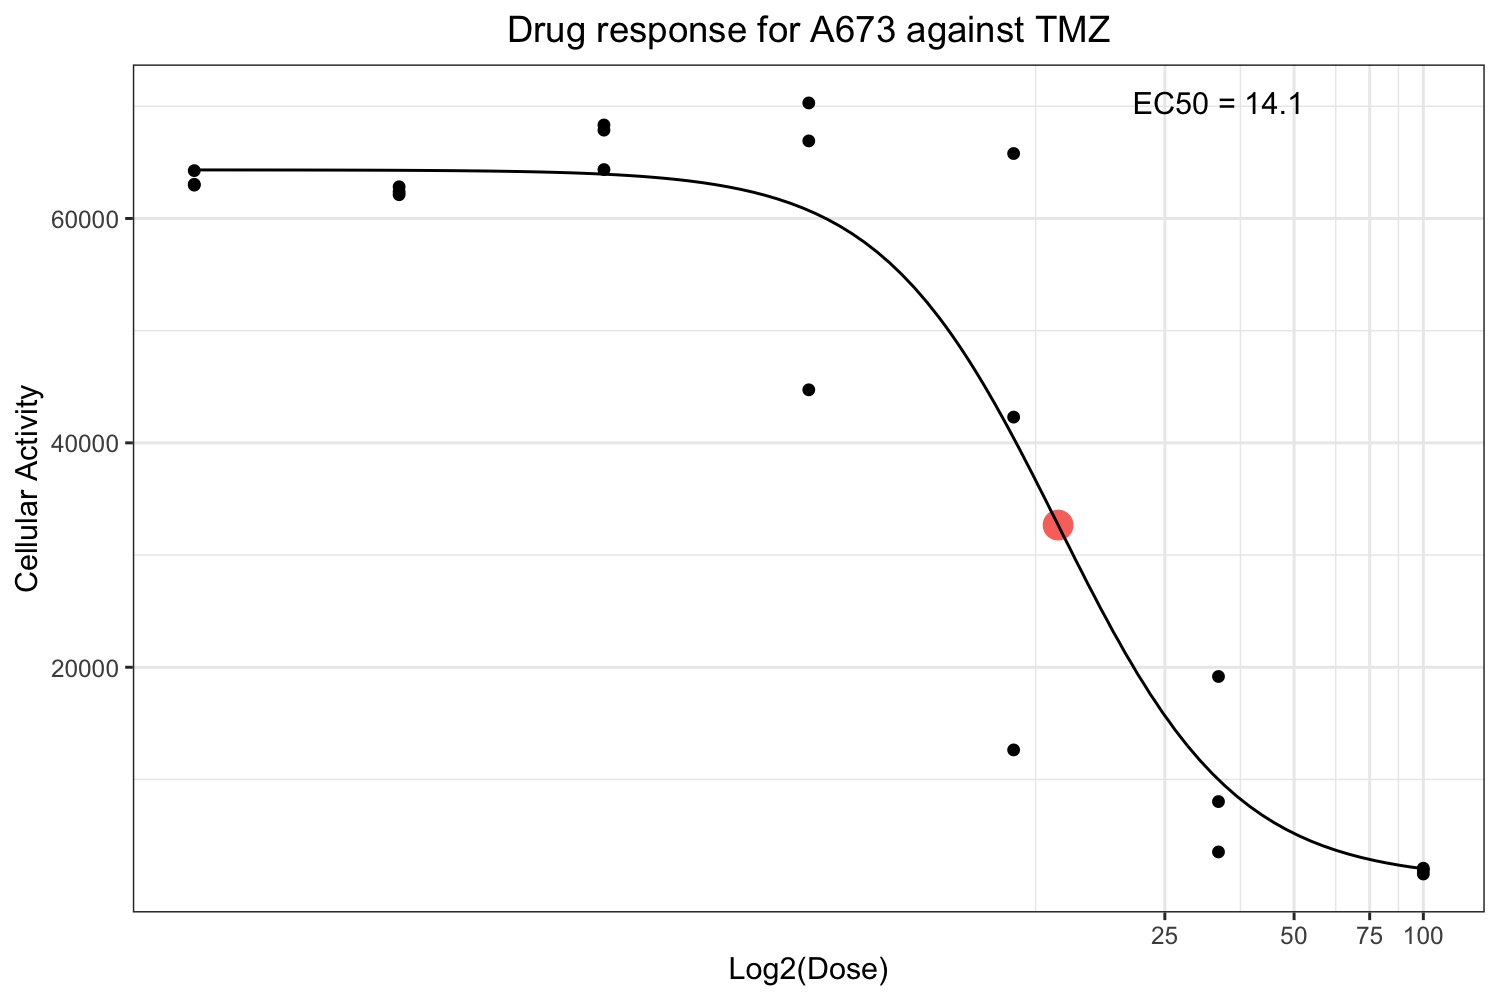 Drug response for A673 against TMZ
EC50 = 14.1
60000
40000
20000
Cellular Activity
25 50 75 100
Log2(Dose)